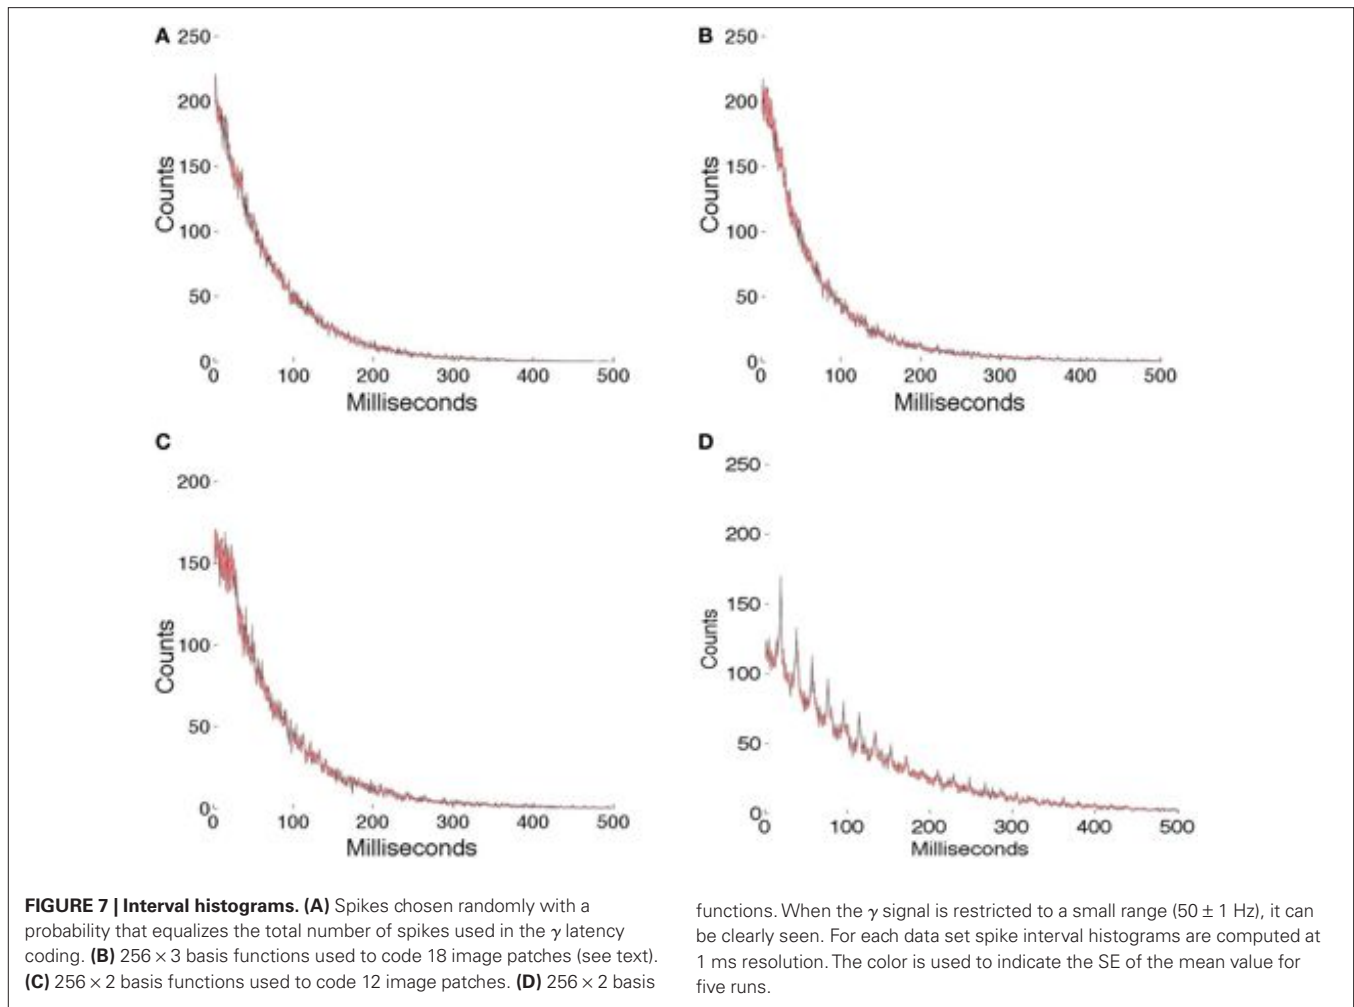 A
250
200
150
100
50
0
Counts
0 100 200 300 400 500
Milliseconds
B
250
200
150
100
50
0
Counts
0 100 200 300 400 500
Milliseconds
C
200
150
100
50
0
Counts
0 100 200 300 400 500
Milliseconds
D
250
200
150
100
50
0
Counts
0 100 200 300 400 500
Milliseconds
FIGURE 7 | Interval histograms. (A) Spikes chosen randomly with a
probability that equalizes the total number of spikes used in the γ latency
coding. (B) 256 × 3 basis functions used to code 18 image patches (see text).
(C) 256 × 2 basis functions used to code 12 image patches. (D) 256 × 2 basis
functions. When the γ signal is restricted to a small range (50 ± 1 Hz), it can
be clearly seen. For each data set spike interval histograms are computed at
1 ms resolution. The color is used to indicate the SE of the mean value for
five runs.